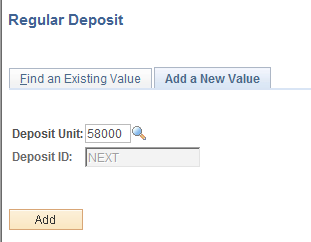 Regular Deposit
Find an Existing Value Add a New Value
Deposit Unit: 58000
Deposit ID: NEXT
Add